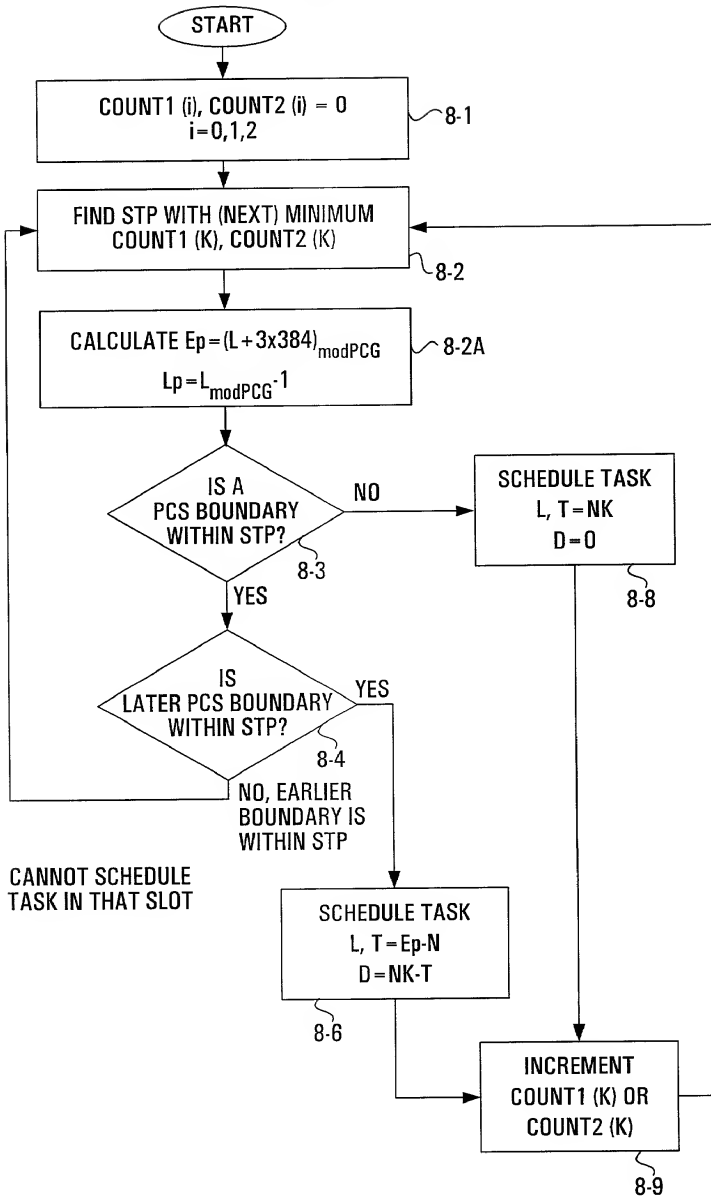 START
COUNT1 (i), COUNT2 (i) = 0
i=0,1,2
8-1
FIND STP WITH (NEXT) MINIMUM
COUNT1 (K), COUNT2 (K)
8-2
CALCULATE Ep=(L+3x384)modPCG
Lp=LmodPCG-1
8-2A
IS A
PCS BOUNDARY
WITHIN STP?
8-3
NO
YES
SCHEDULE TASK
L, T=NK
D=0
8-8
IS
LATER PCS BOUNDARY
WITHIN STP?
8-4
YES
NO, EARLIER
BOUNDARY IS
WITHIN STP
CANNOT SCHEDULE
TASK IN THAT SLOT
SCHEDULE TASK
L, T=Ep-N
D=NK-T
8-6
INCREMENT
COUNT1 (K) OR
COUNT2 (K)
8-9